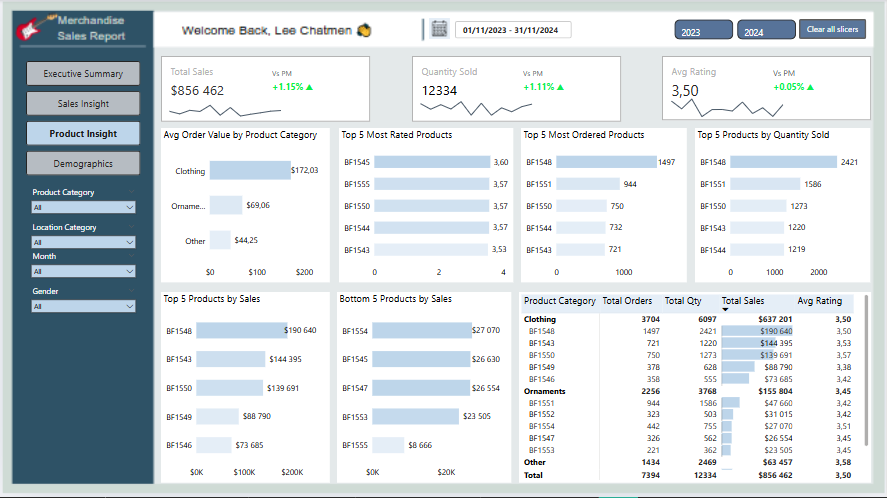 Merchandise
Sales Report
Welcome Back, Lee Chatmen
01/11/2023 - 31/11/2024
2023
2024
Clear all slicers
Executive Summary
Sales Insight
Product Insight
Demographics
Product Category
All
Location Category
All
Month
All
Gender
All
Total Sales
Vs PM
$856 462
+1.15%▲
Quantity Sold
Vs PM
12334
+1.11%▲
Avg Rating
Vs PM
3,50
+0.05%▲
Avg Order Value by Product Category
Clothing
$172,03
Orname...
$69,06
Other
$44,25
$0
$100
$200
Top 5 Most Rated Products
BF1545
3,60
BF1555
3,57
BF1550
3,57
BF1544
3,57
BF1543
3,53
0
2
4
Top 5 Most Ordered Products
BF1548
1497
BF1551
944
BF1550
750
BF1544
732
BF1543
721
0
1000
Top 5 Products by Quantity Sold
BF1548
2421
BF1551
1586
BF1550
1273
BF1543
1220
BF1544
1219
0
1000
2000
Top 5 Products by Sales
BF1548
$190 640
BF1543
$144 395
BF1550
$139 691
BF1549
$88 790
BF1546
$73 685
$0K
$100K
$200K
Bottom 5 Products by Sales
BF1554
$27 070
BF1545
$26 630
BF1547
$26 554
BF1553
$23 505
BF1555
$8 666
$0K
$20K
Product Category Total Orders Total Qty Total Sales Avg Rating
Clothing 3704 6097 $637 201 3,50
BF1548 1497 2421 $190 640 3,50
BF1543 721 1220 $144 395 3,53
BF1550 750 1273 $139 691 3,57
BF1549 378 628 $88 790 3,38
BF1546 358 555 $73 685 3,42
Ornaments 2256 3768 $155 804 3,45
BF1551 944 1586 $47 660 3,42
BF1552 323 503 $31 015 3,42
BF1554 442 755 $27 070 3,51
BF1547 326 562 $26 554 3,45
BF1553 221 362 $23 505 3,45
Other 1434 2469 $63 457 3,58
Total 7394 12334 $856 462 3,50